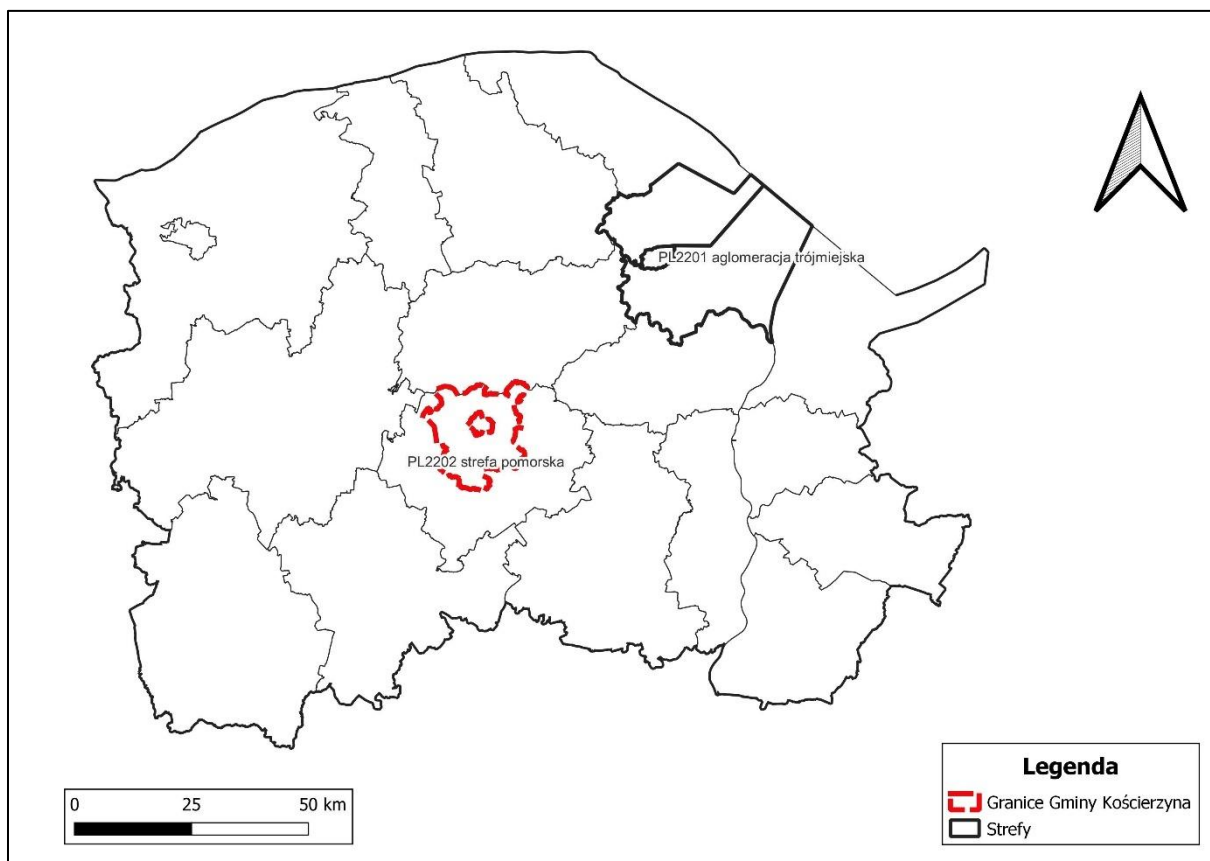 PL2201 aglomeracja trójmiejska
PL2202 strefa pomorska
0 25 50 km
Legenda
Granice Gminy Kościerzyna
Strefy